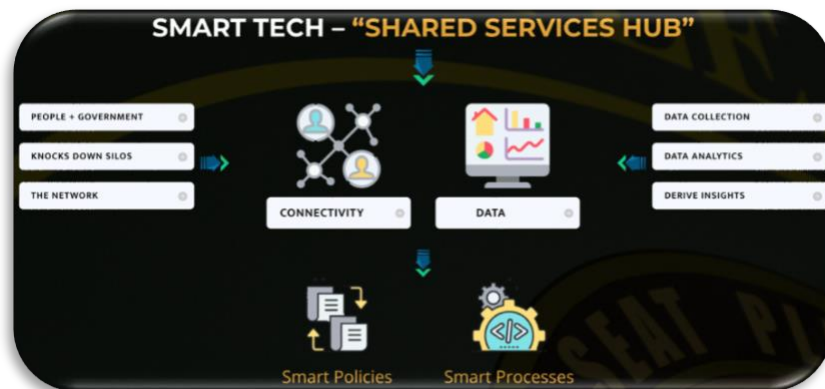 SMART TECH – “SHARED SERVICES HUB”
PEOPLE + GOVERNMENT
KNOCKS DOWN SILOS
THE NETWORK
CONNECTIVITY
DATA
DATA COLLECTION
DATA ANALYTICS
DERIVE INSIGHTS
Smart Policies
Smart Processes
SEAT